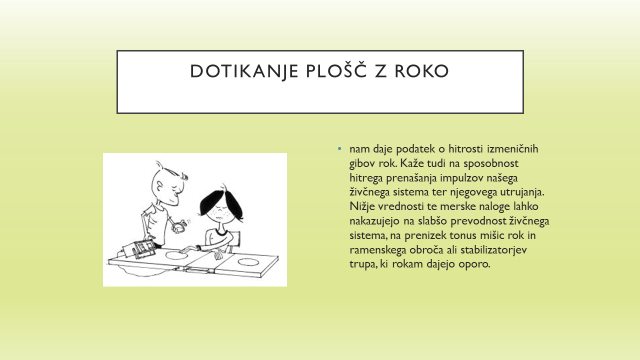 DOTIKANJE PLOŠČ Z ROKO
• nam daje podatek o hitrosti izmeničnih
gibov rok. Kaže tudi na sposobnost
hitrega prenašanja impulzov našega
živčnega sistema ter njegovega utrujanja.
Nižje vrednosti te merske naloge lahko
nakazujejo na slabšo prevodnost živčnega
sistema, na prenizek tonus mišic rok in
ramenskega obroča ali stabilizatorjev
trupa, ki rokam dajejo oporo.